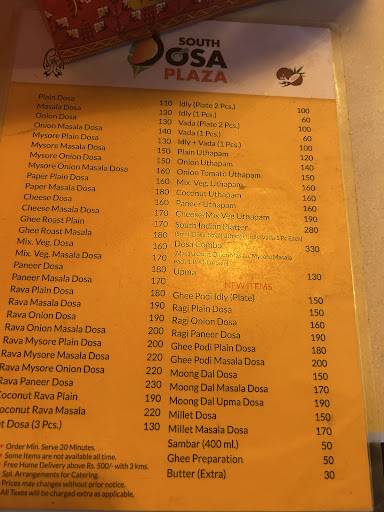 SOUTH
DOSA
PLAZA
Plain Dosa 110
Masala Dosa 130
Onion Dosa 130
Onion Masala Dosa 140
Mysore Plain Dosa 130
Mysore Masala Dosa 150
Mysore Onion Dosa 150
Mysore Onion Masala Dosa 160
Paper Plain Dosa 150
Paper Masala Dosa 180
Cheese Dosa 160
Cheese Masala Dosa 170
Ghee Roast Plain 170
Ghee Roast Masala 180
Mix. Veg. Dosa 160
Mix. Veg. Masala Dosa 170
Paneer Dosa 170
Paneer Masala Dosa 180
Rava Plain Dosa 180
Rava Masala Dosa 190
Rava Onion Dosa 190
Rava Onion Masala Dosa 200
Rava Mysore Plain Dosa 200
Rava Mysore Masala Dosa 220
Rava Mysore Onion Dosa 220
Rava Paneer Dosa 230
Coconut Rava Plain 190
Coconut Rava Masala 220
Dosa (3 Pcs.) 130
Order Min. Serve 20 Minutes.
Some Items are not available all time.
Free Home Delivery above Rs. 500/- with 3 kms.
Spl. Arrangements for Catering.
Prices may changes without prior notice.
All Taxes will be charged extra as applicable.
Idly (Plate 2 Pcs.) 100
Idly (1 Pcs.) 60
Vada (Plate 2 Pcs.) 100
Vada (1 Pcs.) 60
Idly + Vada (1 Pcs.) 100
Plain Uthapam 120
Onion Uthapam 140
Onion Tomato Uthapam 150
Mix. Veg. Uthapam 160
Coconut Uthapam 160
Paneer Uthapam 160
Cheese/Mix Veg Uthapam 190
South Indian Platter 280
Dosa Combo 330
Upma 130
NEW ITEMS
Ghee Podi Idly (Plate) 150
Ragi Plain Dosa 150
Ragi Onion Dosa 160
Ragi Paneer Dosa 190
Ghee Podi Plain Dosa 180
Ghee Podi Masala Dosa 200
Moong Dal Dosa 150
Moong Dal Masala Dosa 170
Moong Dal Upma Dosa 190
Millet Dosa 150
Millet Masala Dosa 170
Sambar (400 ml.) 50
Ghee Preparation 50
Butter (Extra) 30